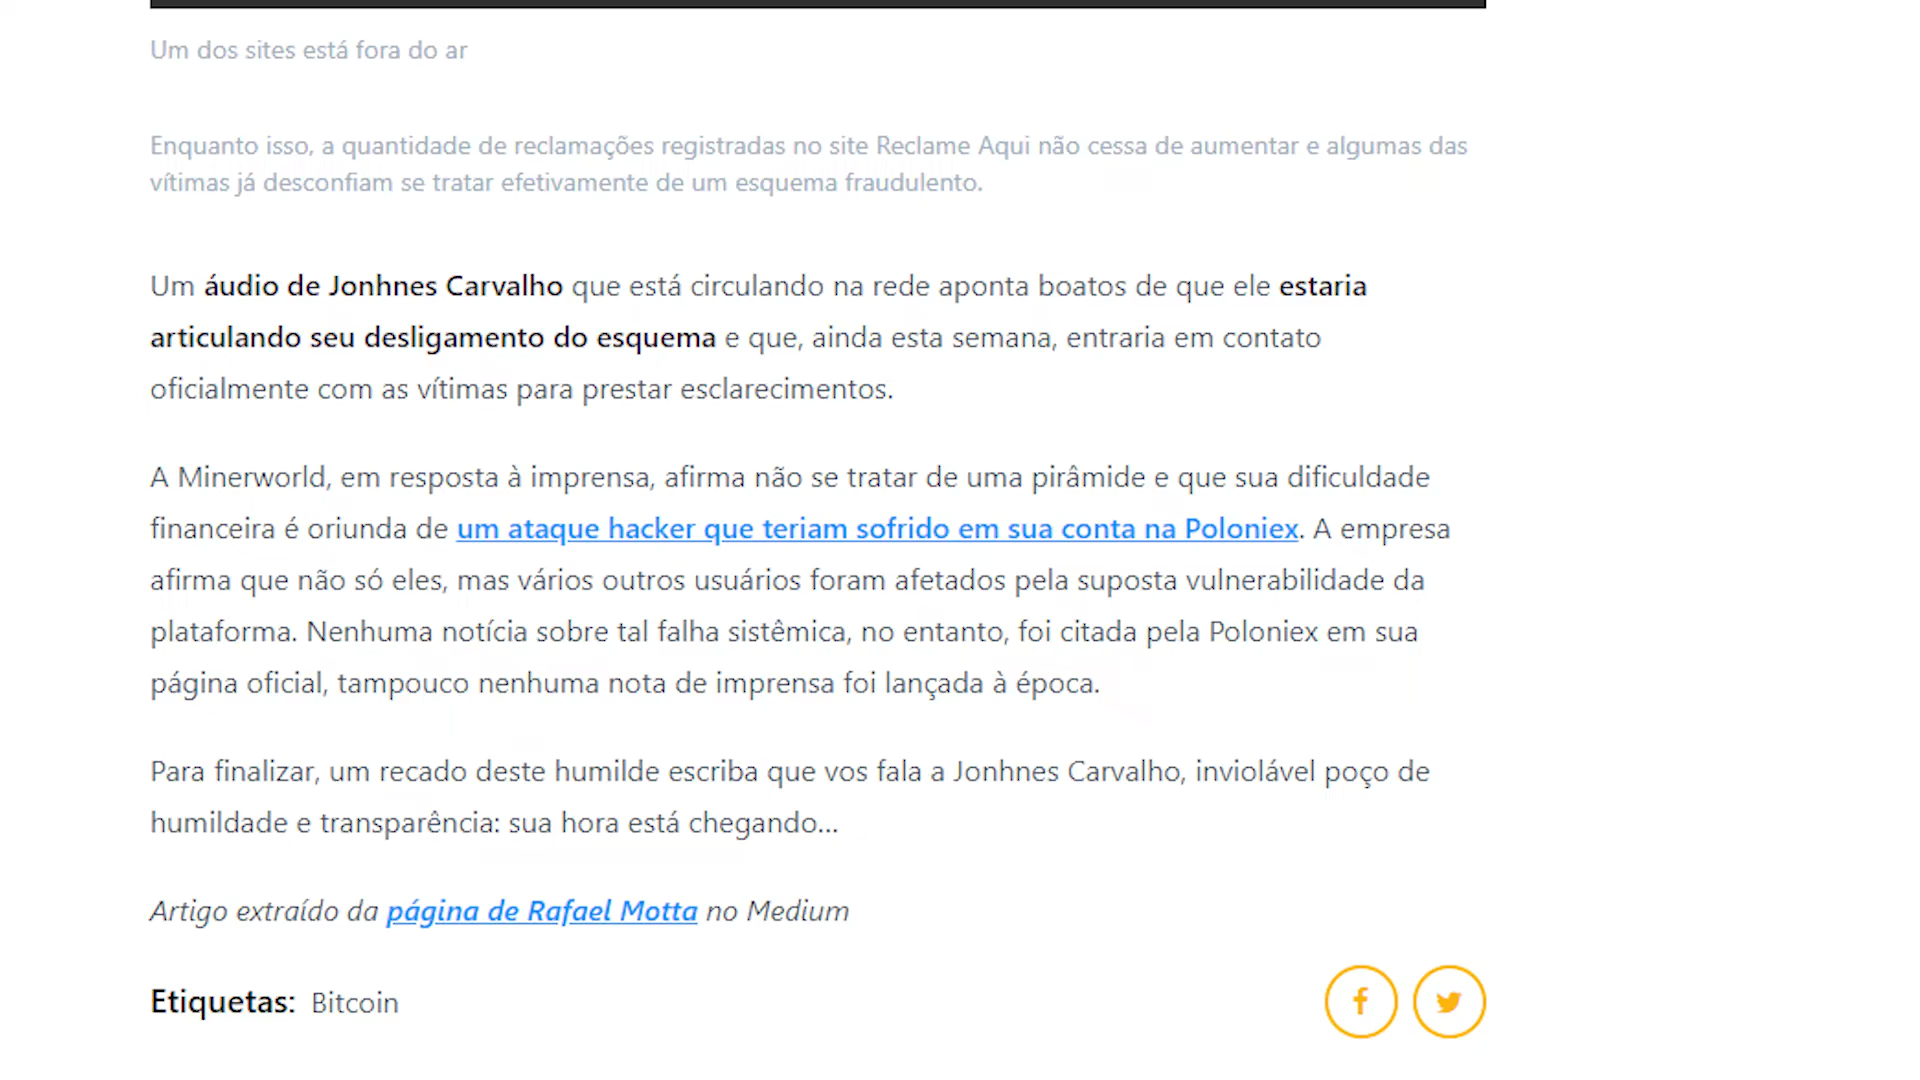 Um dos sites está fora do ar
Enquanto isso, a quantidade de reclamações registradas no site Reclame Aqui não cessa de aumentar e algumas das
vítimas já desconfiam se tratar efetivamente de um esquema fraudulento.
Um áudio de Jonhnes Carvalho que está circulando na rede aponta boatos de que ele estaria
articulando seu desligamento do esquema e que, ainda esta semana, entraria em contato
oficialmente com as vítimas para prestar esclarecimentos.
A Minerworld, em resposta à imprensa, afirma não se tratar de uma pirâmide e que sua dificuldade
financeira é oriunda de um ataque hacker que teriam sofrido em sua conta na Poloniex. A empresa
afirma que não só eles, mas vários outros usuários foram afetados pela suposta vulnerabilidade da
plataforma. Nenhuma notícia sobre tal falha sistêmica, no entanto, foi citada pela Poloniex em sua
página oficial, tampouco nenhuma nota de imprensa foi lançada à época.
Para finalizar, um recado deste humilde escriba que vos fala a Jonhnes Carvalho, inviolável poço de
humildade e transparência: sua hora está chegando...
Artigo extraído da página de Rafael Motta no Medium
Etiquetas: Bitcoin